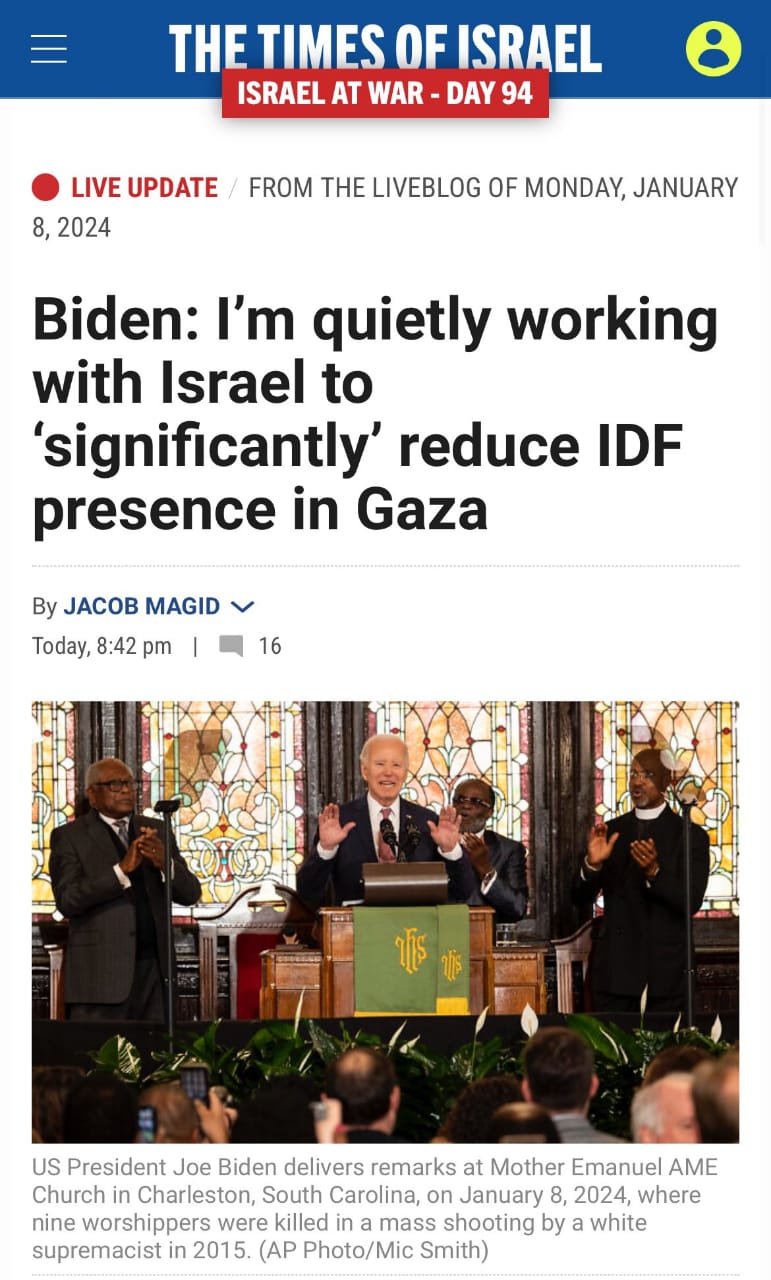 THE TIMES OF ISRAEL
ISRAEL AT WAR - DAY 94
LIVE UPDATE / FROM THE LIVEBLOG OF MONDAY, JANUARY
8, 2024
Biden: I’m quietly working
with Israel to
‘significantly’ reduce IDF
presence in Gaza
By JACOB MAGID
Today, 8:42 pm | 16
IHS IHS
US President Joe Biden delivers remarks at Mother Emanuel AME
Church in Charleston, South Carolina, on January 8, 2024, where
nine worshippers were killed in a mass shooting by a white
supremacist in 2015. (AP Photo/Mic Smith)